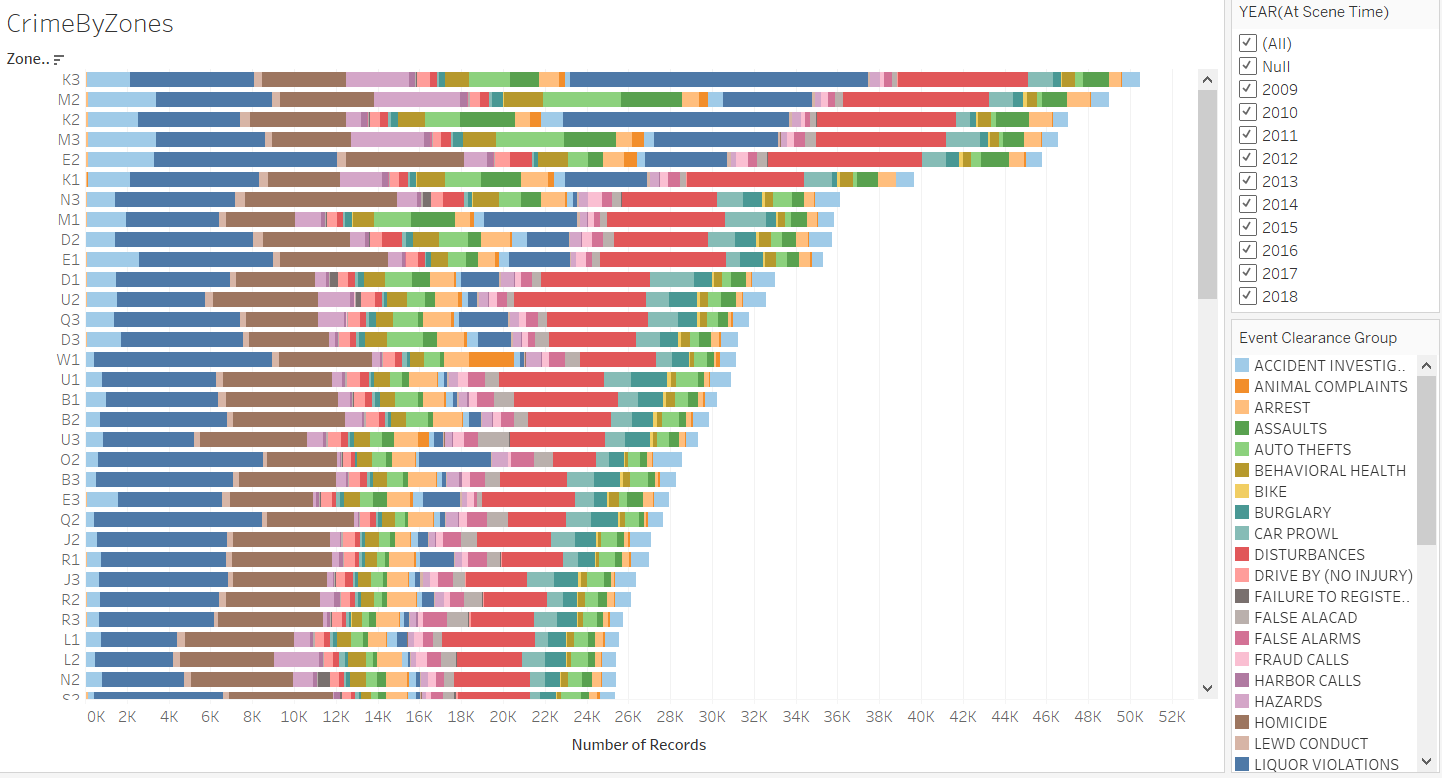 CrimeByZones
Zone..
K3
M2
K2
M3
E2
K1
N3
M1
D2
E1
D1
U2
Q3
D3
W1
U1
B1
B2
U3
O2
B3
E3
Q2
J2
R1
J3
R2
R3
L1
L2
N2
0K 2K 4K 6K 8K 10K 12K 14K 16K 18K 20K 22K 24K 26K 28K 30K 32K 34K 36K 38K 40K 42K 44K 46K 48K 50K 52K
Number of Records
YEAR(At Scene Time)
(All)
Null
2009
2010
2011
2012
2013
2014
2015
2016
2017
2018
Event Clearance Group
ACCIDENT INVESTIG..
ANIMAL COMPLAINTS
ARREST
ASSAULTS
AUTO THEFTS
BEHAVIORAL HEALTH
BIKE
BURGLARY
CAR PROWL
DISTURBANCES
DRIVE BY (NO INJURY)
FAILURE TO REGISTE..
FALSE ALACAD
FALSE ALARMS
FRAUD CALLS
HARBOR CALLS
HAZARDS
HOMICIDE
LEWD CONDUCT
LIQUOR VIOLATIONS